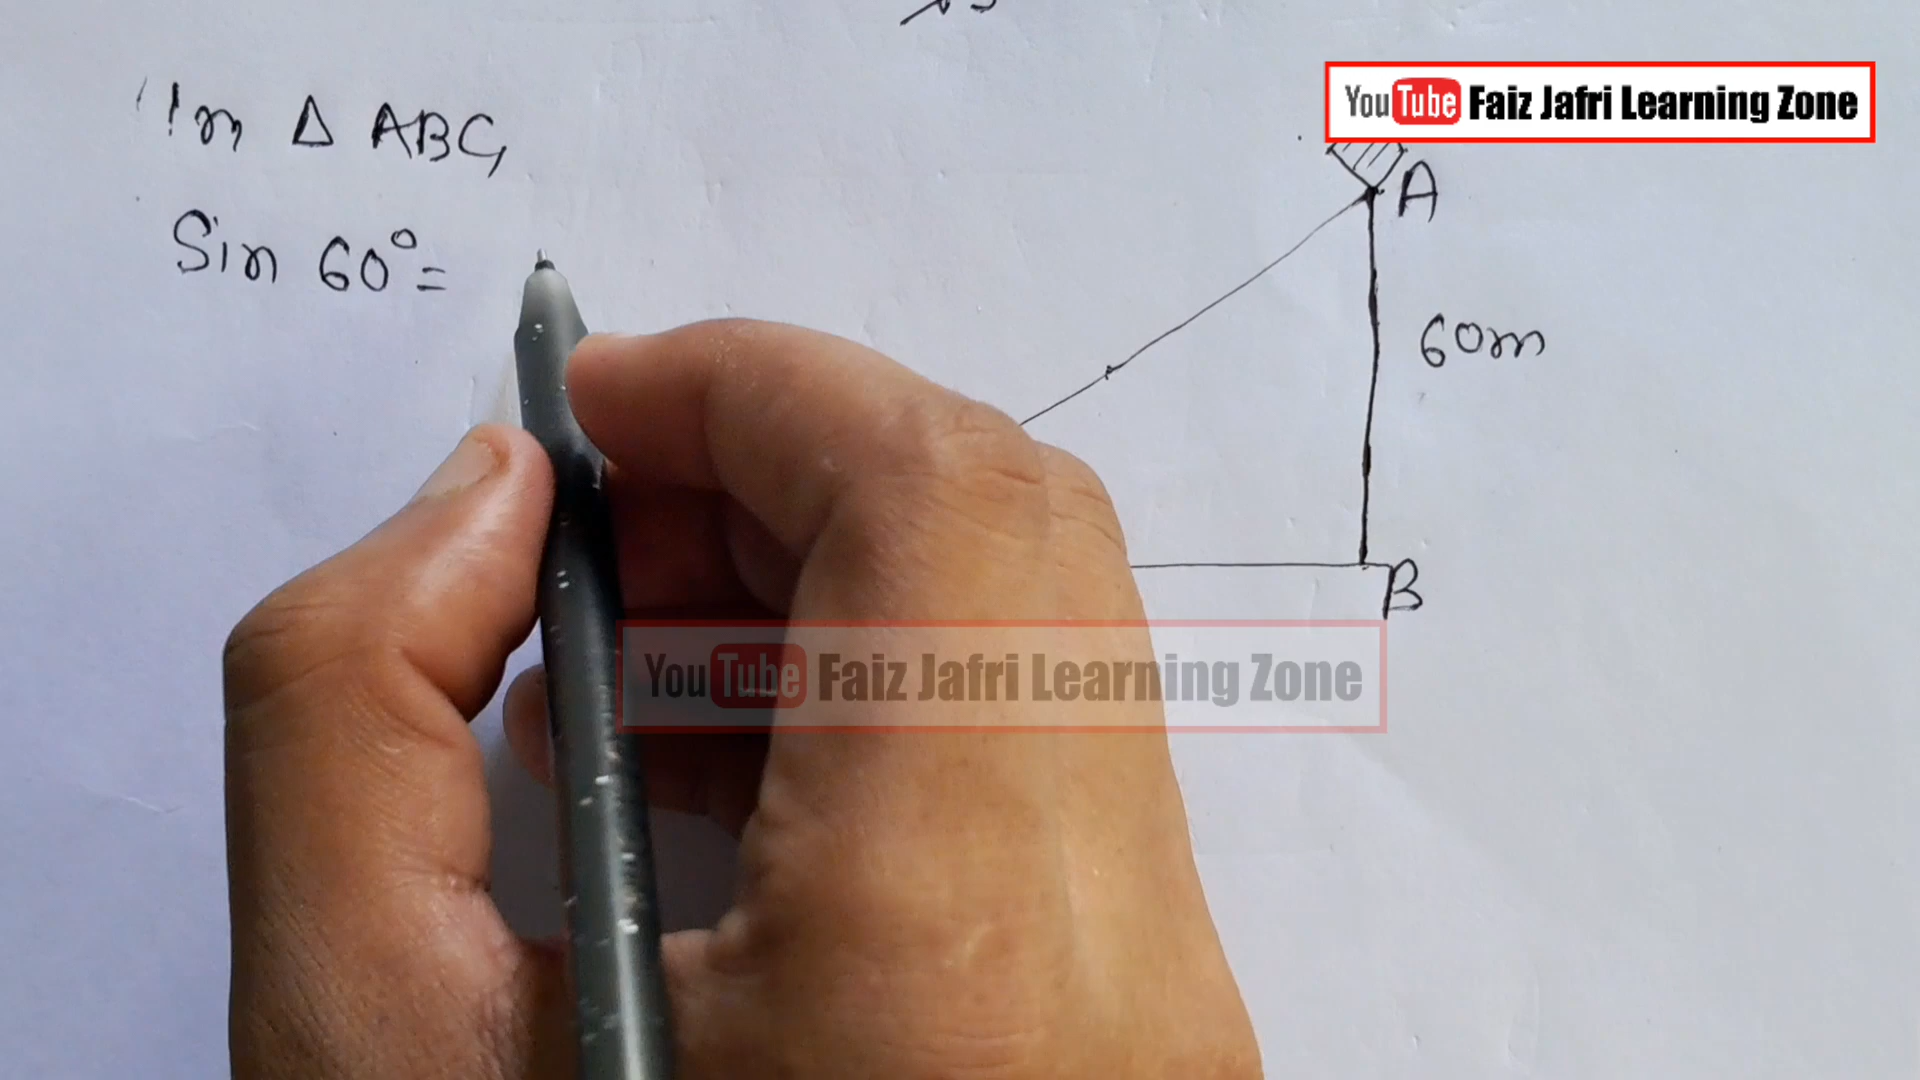 In Δ ABC,
Sin 60° =
A
60m
B
YouTube Faiz Jafri Learning Zone
YouTube Faiz Jafri Learning Zone